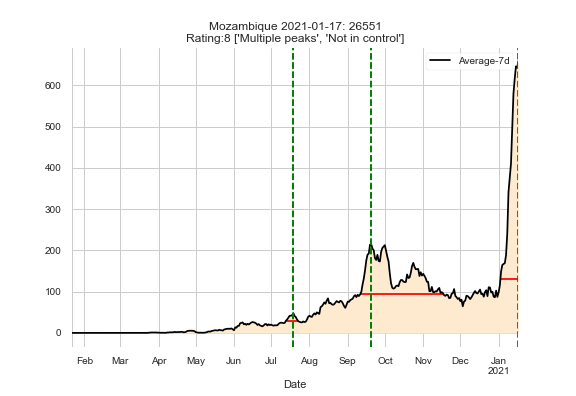 Mozambique 2021-01-17: 26551
Rating:8 ['Multiple peaks', 'Not in control']
Average-7d
600
500
400
300
200
100
0
Feb Mar Apr May Jun Jul Aug Sep Oct Nov Dec Jan
2021
Date